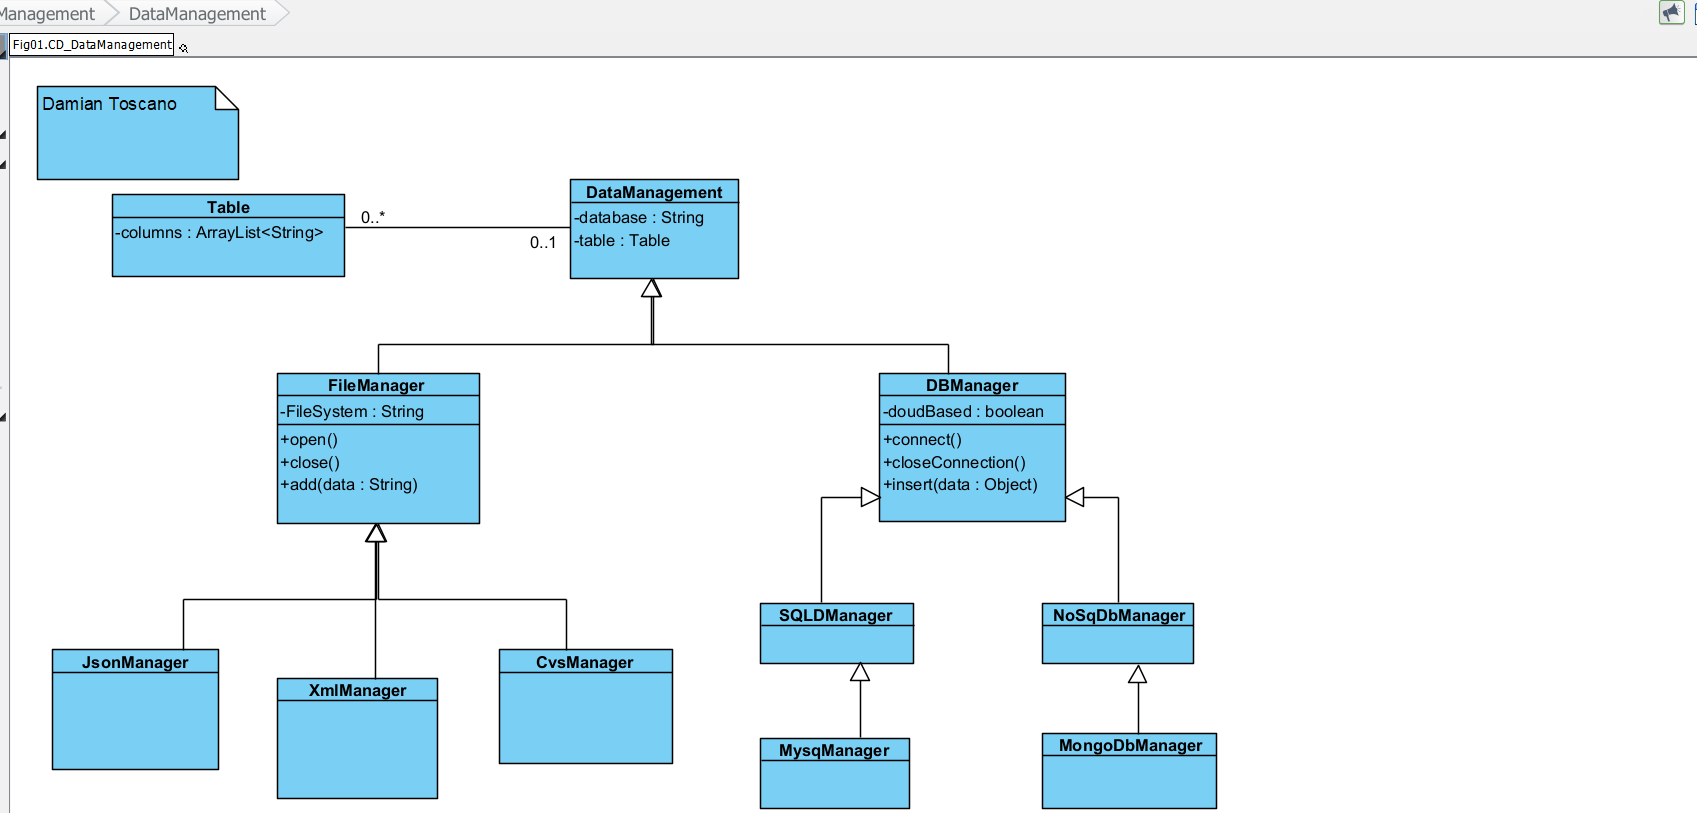 Management
DataManagement
Fig01.CD_DataManagement
Damian Toscano
Table
-columns : ArrayList<String>
0..*
0..1
DataManagement
-database : String
-table : Table
FileManager
-FileSystem : String
+open()
+close()
+add(data : String)
DBManager
-doudBased : boolean
+connect()
+closeConnection()
+insert(data : Object)
JsonManager
XmlManager
CvsManager
SQLDManager
NoSqDbManager
MysqManager
MongoDbManager